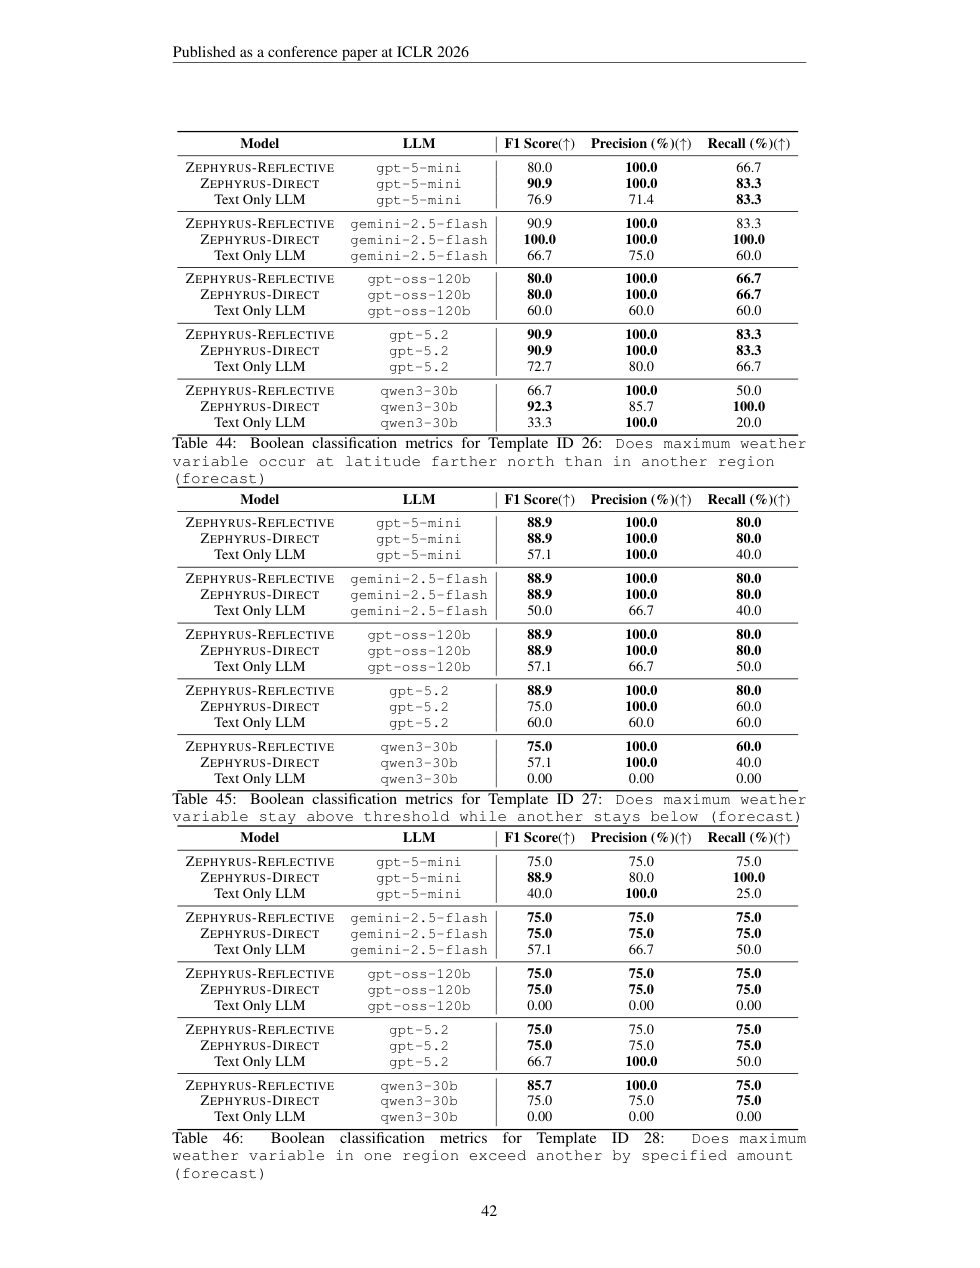 Published as a conference paper at ICLR 2026
Model LLM F1 Score(↑) Precision (%)(↑) Recall (%)(↑)
ZEPHYRUS-REFLECTIVE gpt-5-mini 80.0 100.0 66.7
ZEPHYRUS-DIRECT gpt-5-mini 90.9 100.0 83.3
Text Only LLM gpt-5-mini 76.9 71.4 83.3
ZEPHYRUS-REFLECTIVE gemini-2.5-flash 90.9 100.0 83.3
ZEPHYRUS-DIRECT gemini-2.5-flash 100.0 100.0 100.0
Text Only LLM gemini-2.5-flash 66.7 75.0 60.0
ZEPHYRUS-REFLECTIVE gpt-oss-120b 80.0 100.0 66.7
ZEPHYRUS-DIRECT gpt-oss-120b 80.0 100.0 66.7
Text Only LLM gpt-oss-120b 60.0 60.0 60.0
ZEPHYRUS-REFLECTIVE gpt-5.2 90.9 100.0 83.3
ZEPHYRUS-DIRECT gpt-5.2 90.9 100.0 83.3
Text Only LLM gpt-5.2 72.7 80.0 66.7
ZEPHYRUS-REFLECTIVE qwen3-30b 66.7 100.0 50.0
ZEPHYRUS-DIRECT qwen3-30b 92.3 85.7 100.0
Text Only LLM qwen3-30b 33.3 100.0 20.0
Table 44: Boolean classification metrics for Template ID 26: Does maximum weather
variable occur at latitude farther north than in another region
(forecast)
Model LLM F1 Score(↑) Precision (%)(↑) Recall (%)(↑)
ZEPHYRUS-REFLECTIVE gpt-5-mini 88.9 100.0 80.0
ZEPHYRUS-DIRECT gpt-5-mini 88.9 100.0 80.0
Text Only LLM gpt-5-mini 57.1 100.0 40.0
ZEPHYRUS-REFLECTIVE gemini-2.5-flash 88.9 100.0 80.0
ZEPHYRUS-DIRECT gemini-2.5-flash 88.9 100.0 80.0
Text Only LLM gemini-2.5-flash 50.0 66.7 40.0
ZEPHYRUS-REFLECTIVE gpt-oss-120b 88.9 100.0 80.0
ZEPHYRUS-DIRECT gpt-oss-120b 88.9 100.0 80.0
Text Only LLM gpt-oss-120b 57.1 66.7 50.0
ZEPHYRUS-REFLECTIVE gpt-5.2 88.9 100.0 80.0
ZEPHYRUS-DIRECT gpt-5.2 75.0 100.0 60.0
Text Only LLM gpt-5.2 60.0 60.0 60.0
ZEPHYRUS-REFLECTIVE qwen3-30b 75.0 100.0 60.0
ZEPHYRUS-DIRECT qwen3-30b 57.1 100.0 40.0
Text Only LLM qwen3-30b 0.00 0.00 0.00
Table 45: Boolean classification metrics for Template ID 27: Does maximum weather
variable stay above threshold while another stays below (forecast)
Model LLM F1 Score(↑) Precision (%)(↑) Recall (%)(↑)
ZEPHYRUS-REFLECTIVE gpt-5-mini 75.0 75.0 75.0
ZEPHYRUS-DIRECT gpt-5-mini 88.9 80.0 100.0
Text Only LLM gpt-5-mini 40.0 100.0 25.0
ZEPHYRUS-REFLECTIVE gemini-2.5-flash 75.0 75.0 75.0
ZEPHYRUS-DIRECT gemini-2.5-flash 75.0 75.0 75.0
Text Only LLM gemini-2.5-flash 57.1 66.7 50.0
ZEPHYRUS-REFLECTIVE gpt-oss-120b 75.0 75.0 75.0
ZEPHYRUS-DIRECT gpt-oss-120b 75.0 75.0 75.0
Text Only LLM gpt-oss-120b 0.00 0.00 0.00
ZEPHYRUS-REFLECTIVE gpt-5.2 75.0 75.0 75.0
ZEPHYRUS-DIRECT gpt-5.2 75.0 75.0 75.0
Text Only LLM gpt-5.2 66.7 100.0 50.0
ZEPHYRUS-REFLECTIVE qwen3-30b 85.7 100.0 75.0
ZEPHYRUS-DIRECT qwen3-30b 75.0 75.0 75.0
Text Only LLM qwen3-30b 0.00 0.00 0.00
Table 46: Boolean classification metrics for Template ID 28: Does maximum
weather variable in one region exceed another by specified amount
(forecast)
42